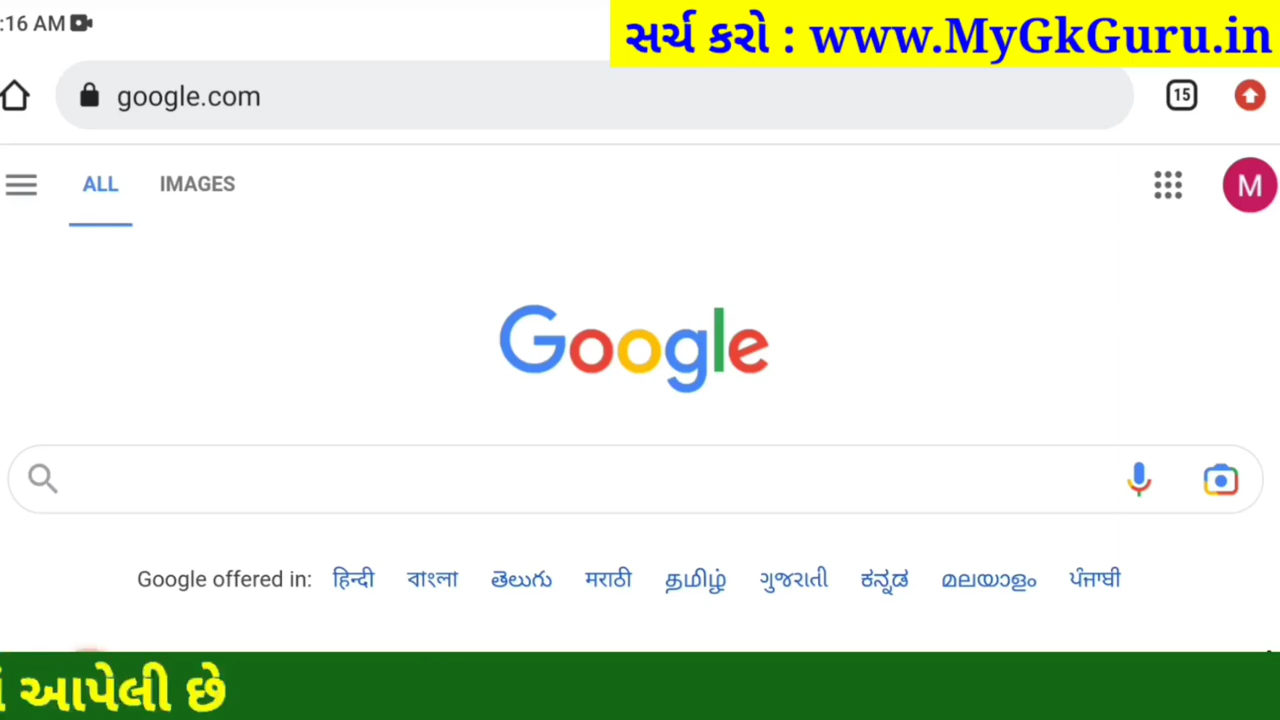 :16 AM
સર્ચ કરો : www.MyGkGuru.in
google.com
15
ALL IMAGES
M
Google
Google offered in: हिन्दी বাংলা తెలుగు मराठी தமிழ் ગુજરાતી ಕನ್ನಡ മലയാളം ਪੰਜਾਬੀ
આપેલી છે